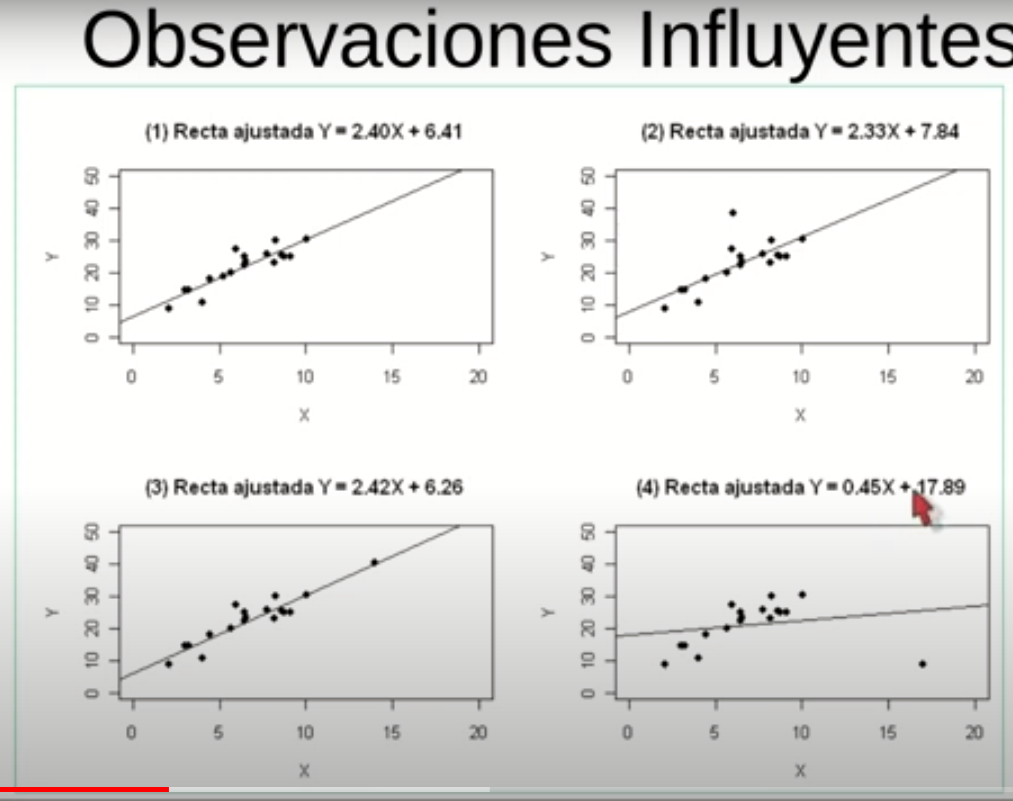 Observaciones Influyentes
(1) Recta ajustada Y = 2.40X + 6.41
Y
50
40
30
20
10
0
0 5 10 15 20
X
(2) Recta ajustada Y = 2.33X + 7.84
Y
50
40
30
20
10
0
0 5 10 15 20
X
(3) Recta ajustada Y = 2.42X + 6.26
Y
50
40
30
20
10
0
0 5 10 15 20
X
(4) Recta ajustada Y = 0.45X + 17.89
Y
50
40
30
20
10
0
0 5 10 15 20
X